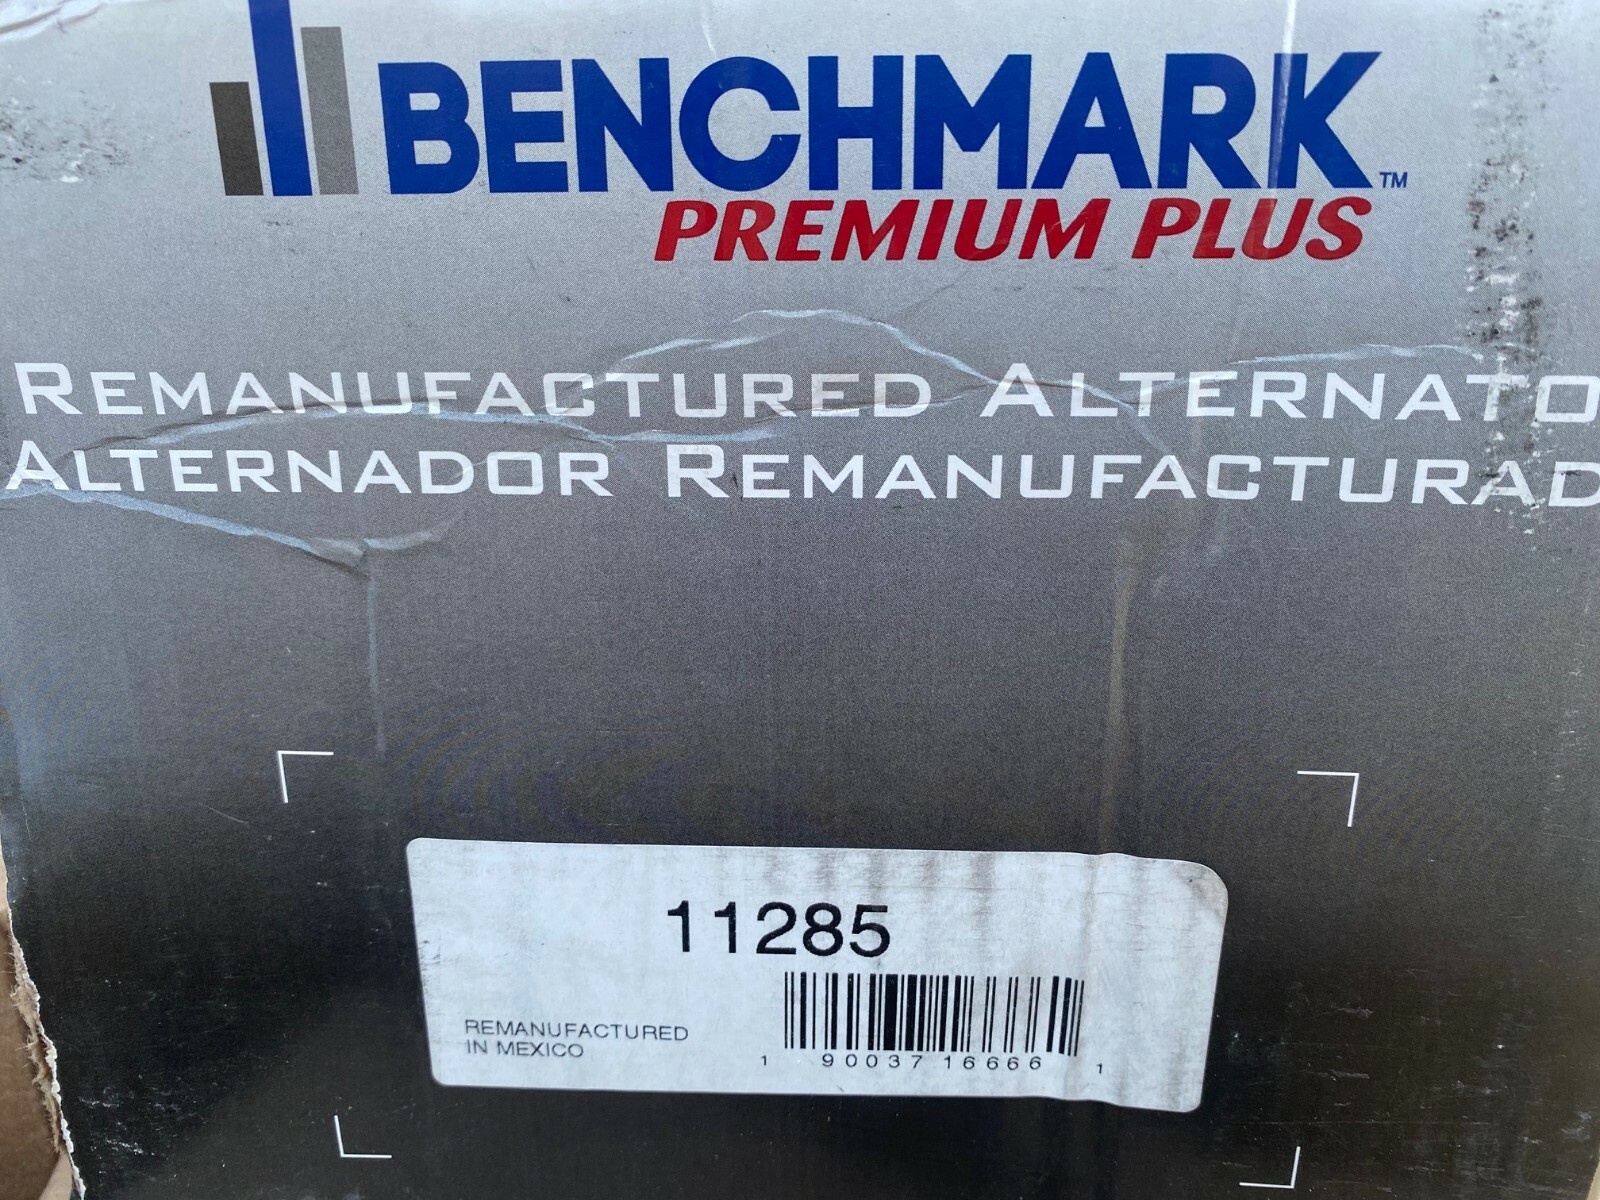 BENCHMARK™
PREMIUM PLUS
REMANUFACTURED ALTERNATO
ALTERNADOR REMANUFACTURAD
11285
REMANUFACTURED
IN MEXICO
1 90037 16666 1